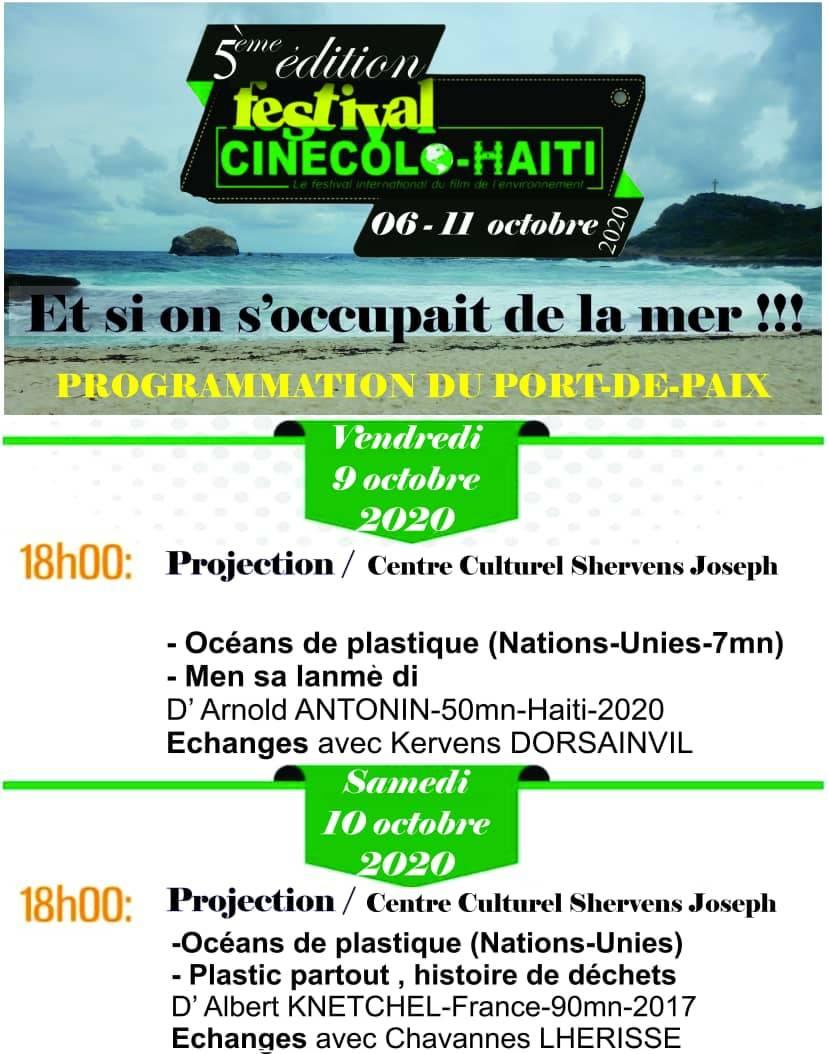 5ème édition
festival
CINECOLO-HAITI
Le festival international du film de l'environnement
06 - 11 octobre 2020
Et si on s'occupait de la mer !!!
PROGRAMMATION DU PORT-DE-PAIX
Vendredi
9 octobre
2020
18h00: Projection / Centre Culturel Shervens Joseph
- Océans de plastique (Nations-Unies-7mn)
- Men sa lanmè di
D' Arnold ANTONIN-50mn-Haiti-2020
Echanges avec Kervens DORSAINVIL
Samedi
10 octobre
2020
18h00: Projection / Centre Culturel Shervens Joseph
-Océans de plastique (Nations-Unies)
- Plastic partout , histoire de déchets
D' Albert KNETCHEL-France-90mn-2017
Echanges avec Chavannes LHERISSE